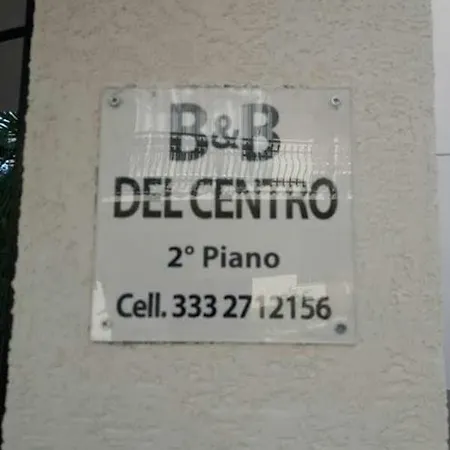 B&B
DEL CENTRO
2° Piano
Cell. 333 2712156